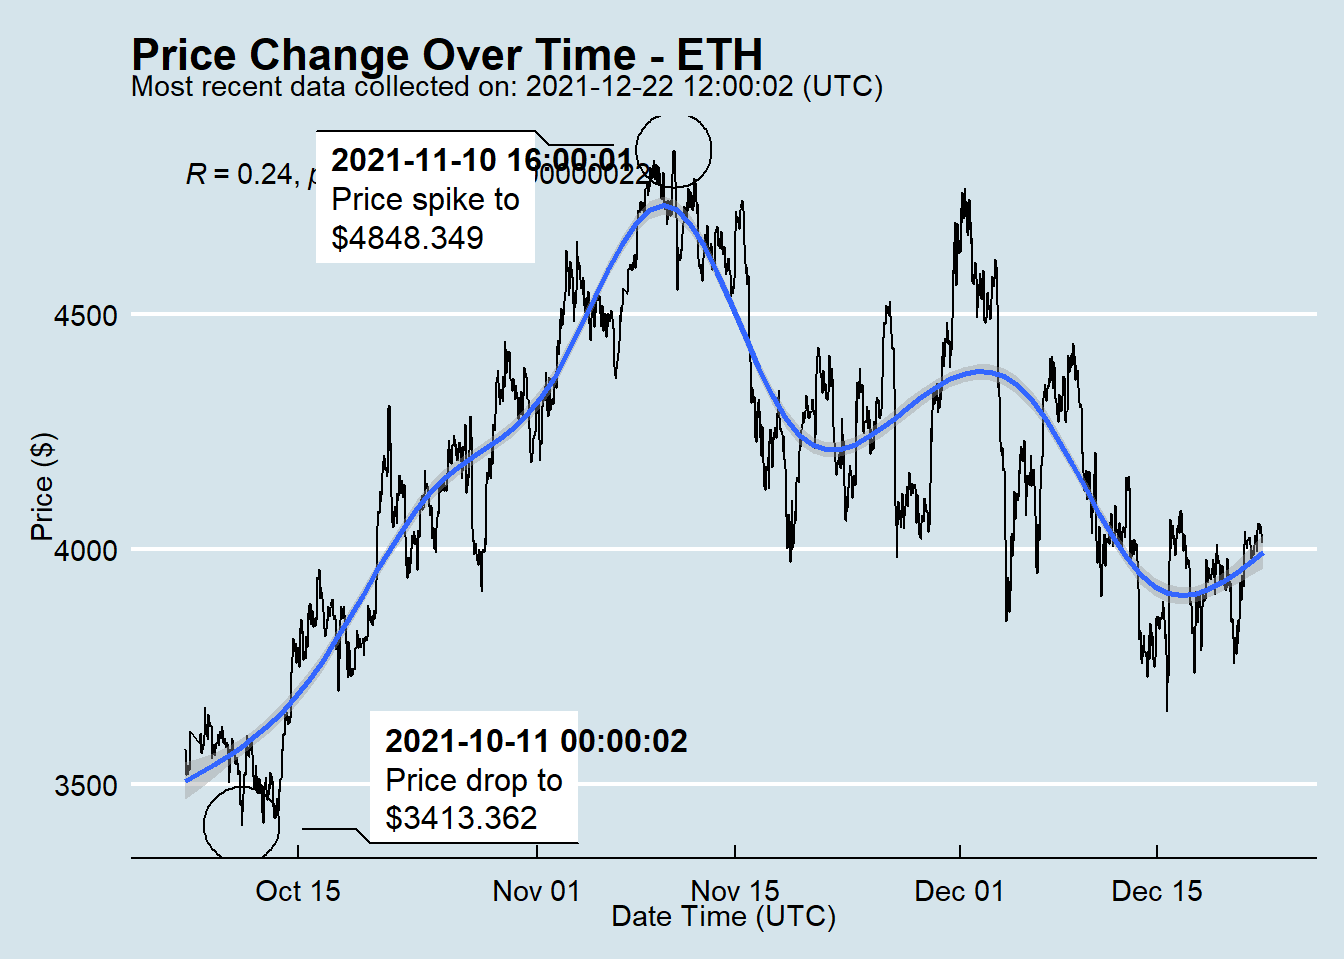 Price Change Over Time - ETH
Most recent data collected on: 2021-12-22 12:00:02 (UTC)
2021-11-10 16:00:01
R = 0.24,
Price spike to
$4848.349
4500
Price ($)
4000
2021-10-11 00:00:02
Price drop to
3500
$3413.362
Oct 15
Nov 01
Nov 15
Dec 01
Dec 15
Date Time (UTC)